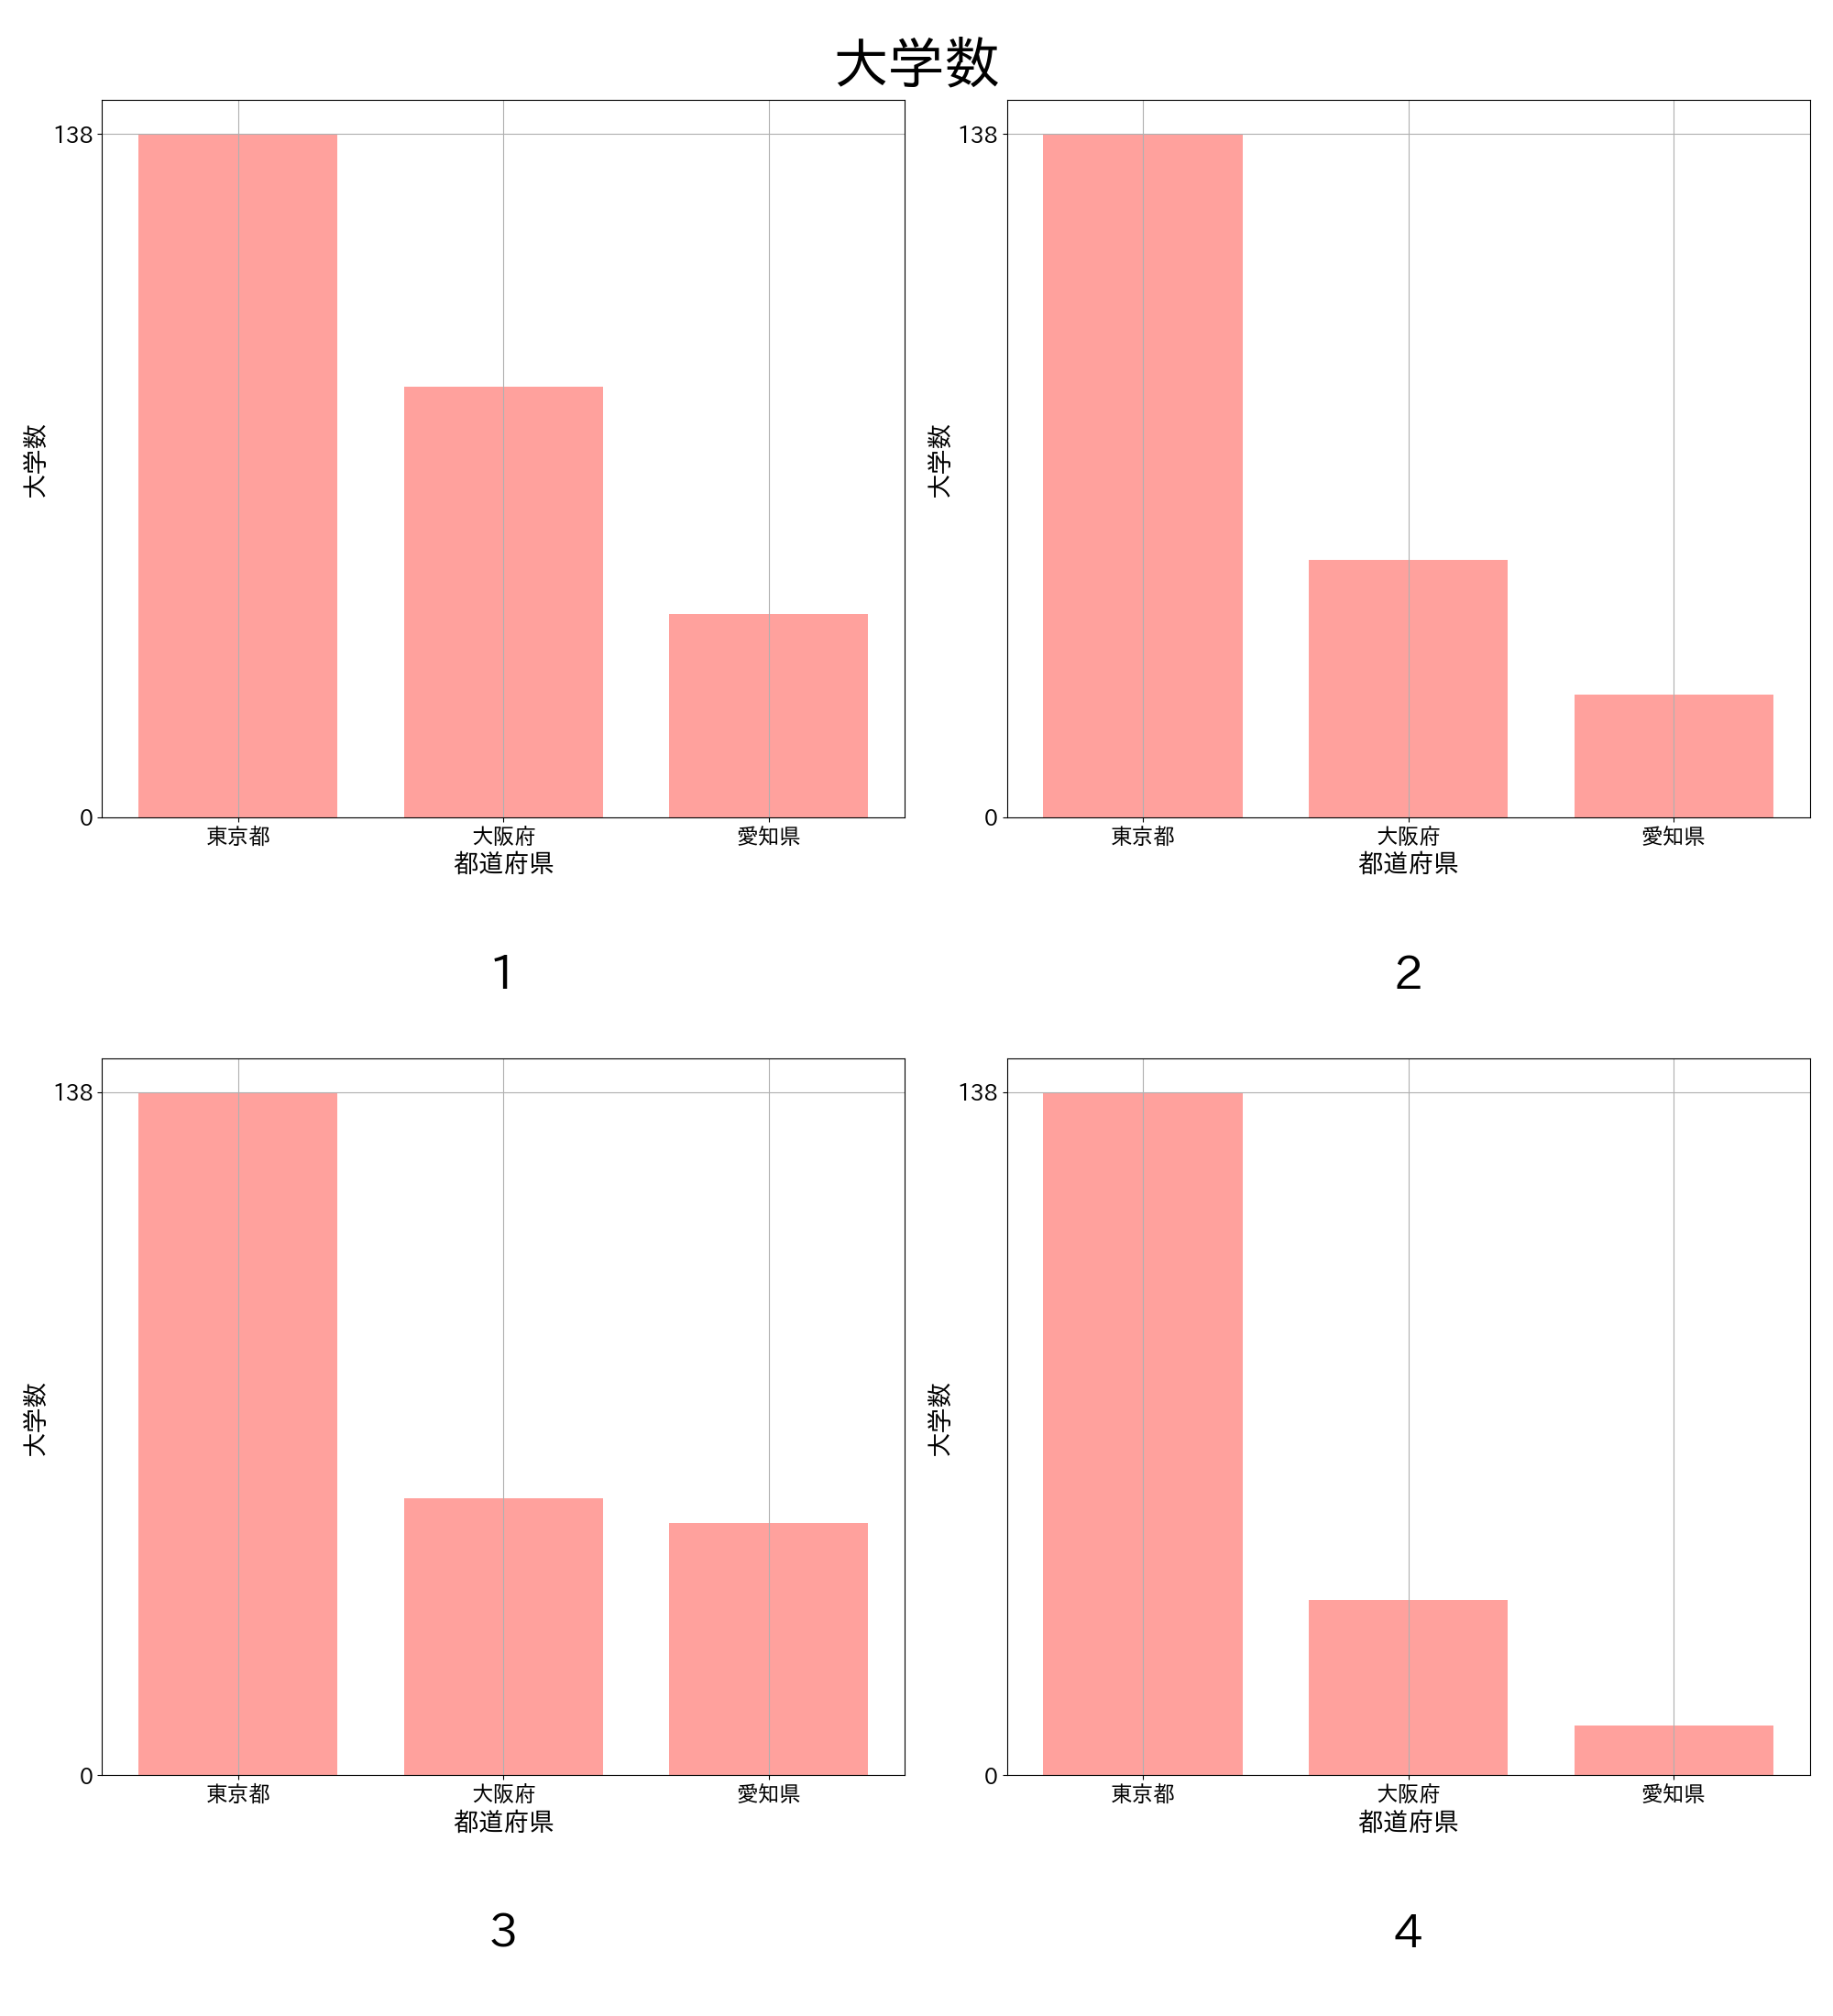 大学数
138
0
大学数
東京都 大阪府 愛知県
都道府県
1
138
0
大学数
東京都 大阪府 愛知県
都道府県
2
138
0
大学数
東京都 大阪府 愛知県
都道府県
3
138
0
大学数
東京都 大阪府 愛知県
都道府県
4